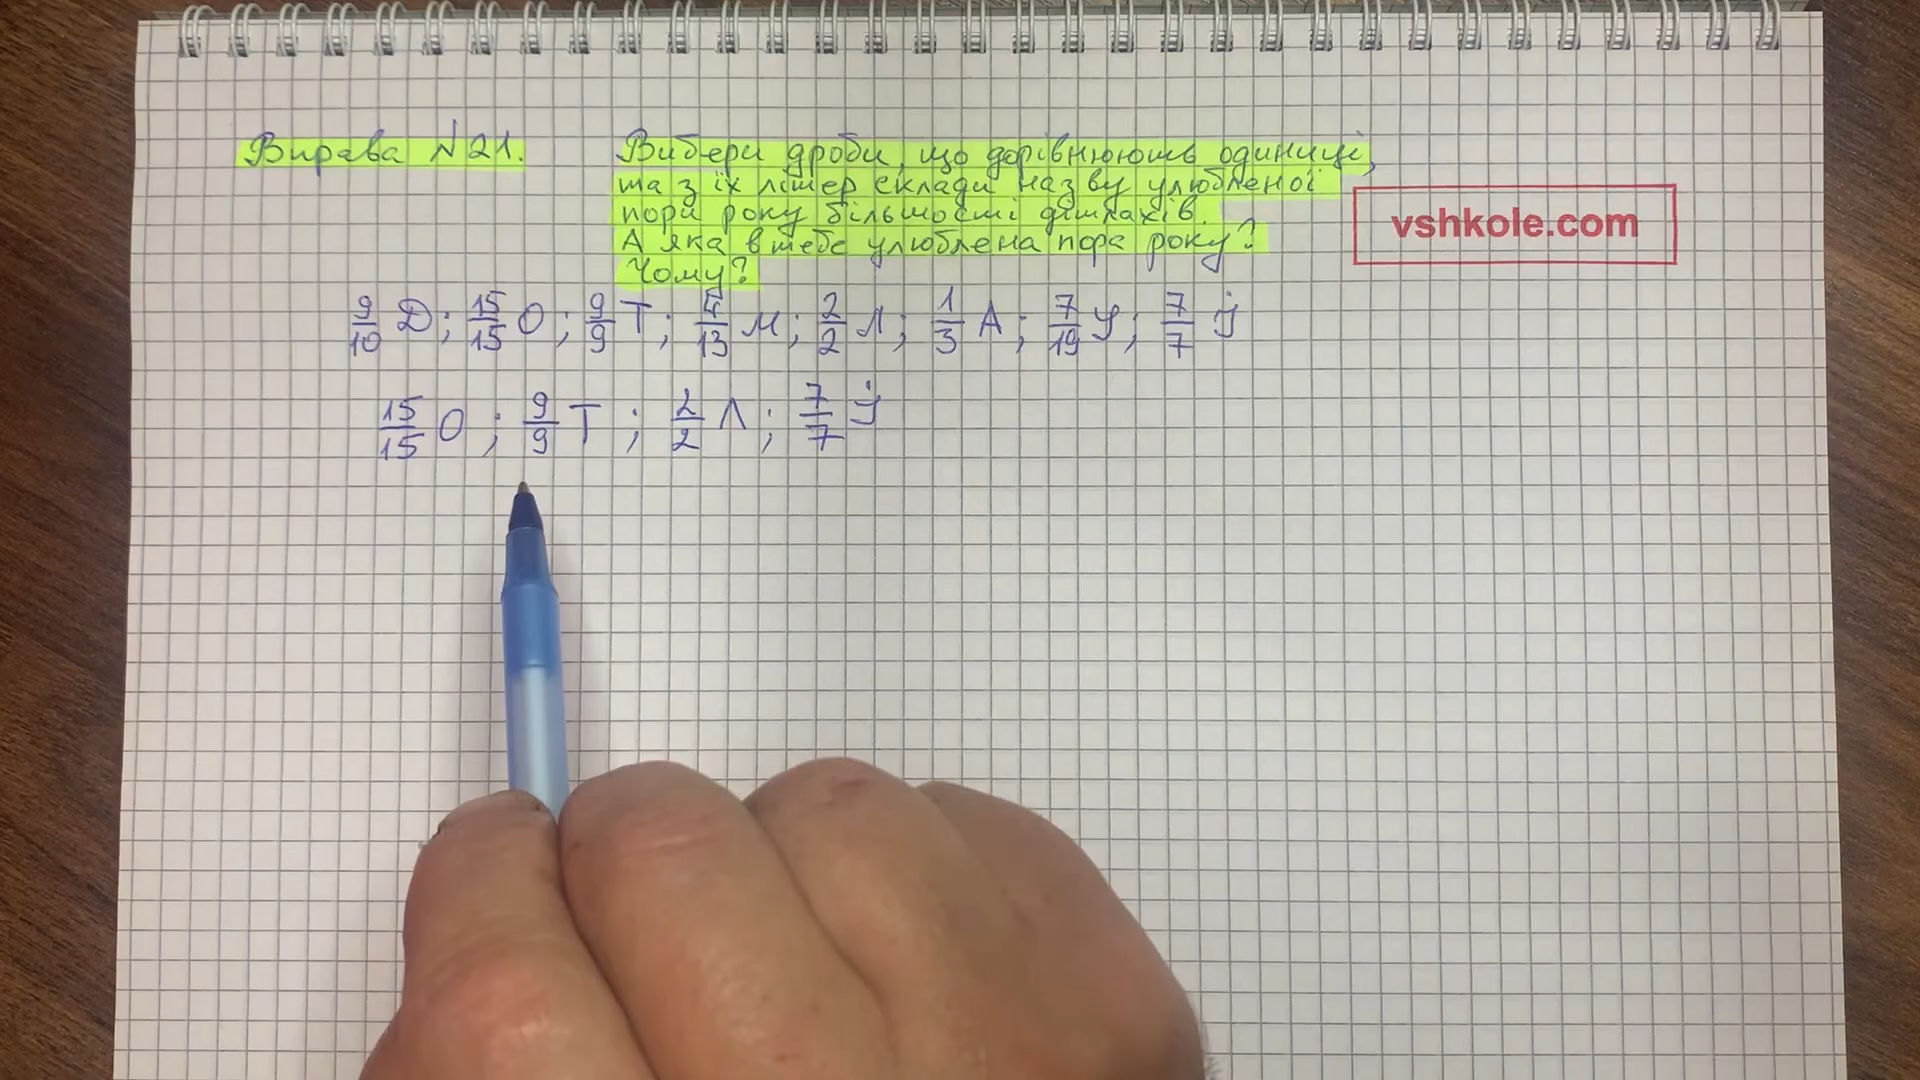 Вправа №21.
Вибери дроби, що дорівнюють одиниці,
та з їх літер склади назву улюбленої
пори року більшості дітлахів.
А яка в тебе улюблена пора року?
Чому?
vshkole.com
9/10 Д; 15/15 О; 9/9 Т; 5/13 И; 2/2 Л; 1/3 А; 7/19 У; 7/7 І
15/15 О; 9/9 Т; 2/2 Л; 7/7 І